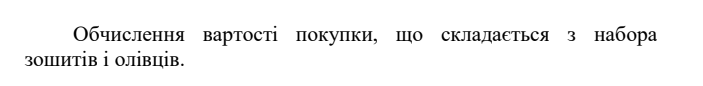 Обчислення вартості покупки, що складається з набора
зошитів і олівців.